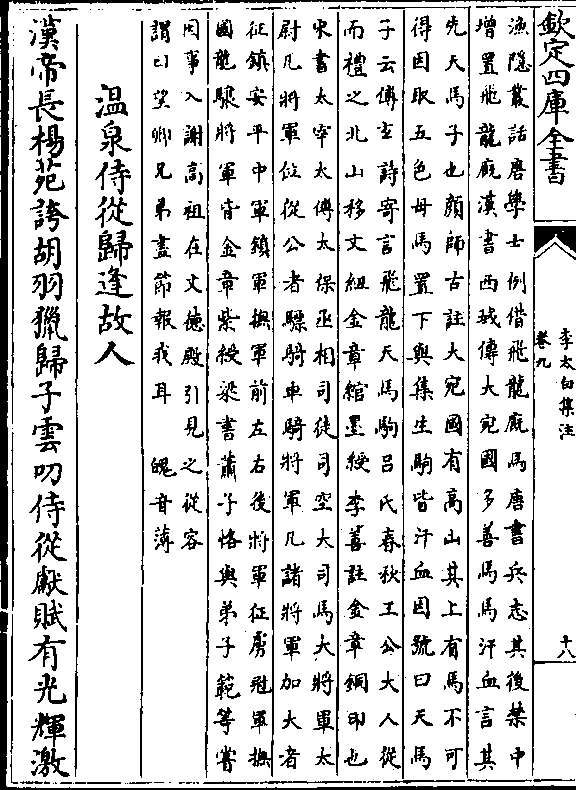 欽定四庫全書
李太白集注
卷九
十八
漁隱叢話唐學士例借飛龍廄馬唐書兵志其後禁中
增置飛龍廄漢書西域傳大宛國多善馬馬汗血言其
先天馬子也顔師古註大宛國有高山其上有馬不可
得因取五色母馬置下與集生駒皆汗血因號曰天馬
子云傅玄詩寄言飛龍天馬駒吕氏春秋王公大人從
而禮之北山移文紐金章綰墨綬李善註金章銅印也
宋書太宰太傅太保丞相司徒司空大司馬大將軍太
尉凡將軍位從公者驃騎車騎將軍凡諸將軍加大者
征鎮安平中軍鎮軍撫軍前左右後將軍征虜冠軍撫
國龍驤將軍皆金章紫綬梁書蕭子恪與弟子範等嘗
因事入謝高祖在文德殿引見之從容
謂曰望卿兄弟盡節報我耳 魄音薄
温泉侍從歸逢故人
漢帝長楊苑誇胡羽獵歸子雲叨侍從獻賦有光輝激